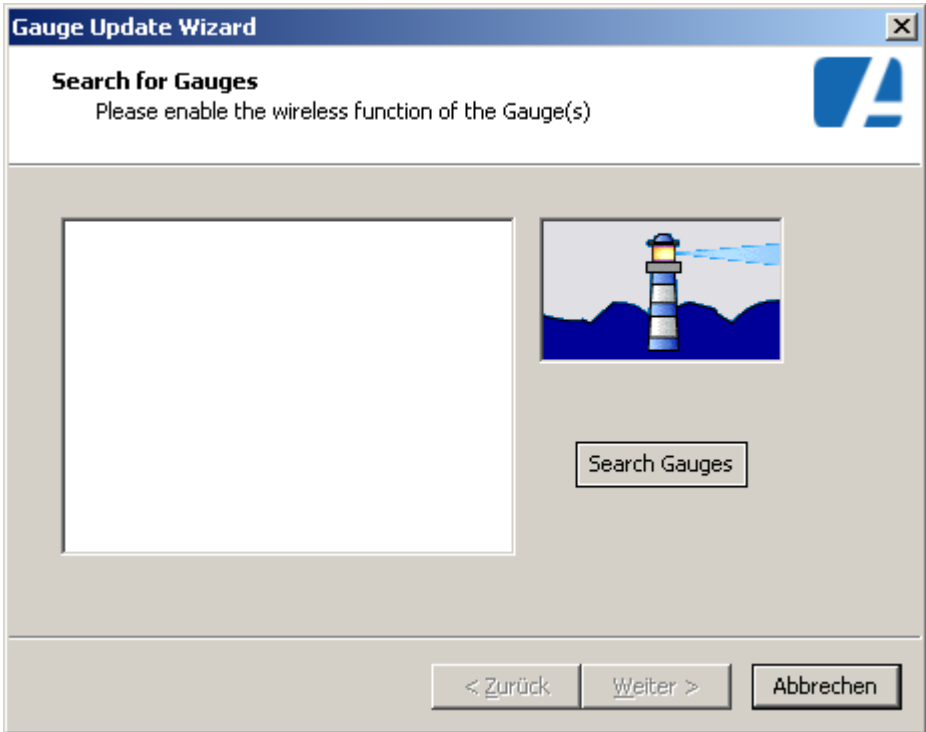 Gauge Update Wizard
Search for Gauges
Please enable the wireless function of the Gauge(s)
Search Gauges
< Zurück
Weiter >
Abbrechen